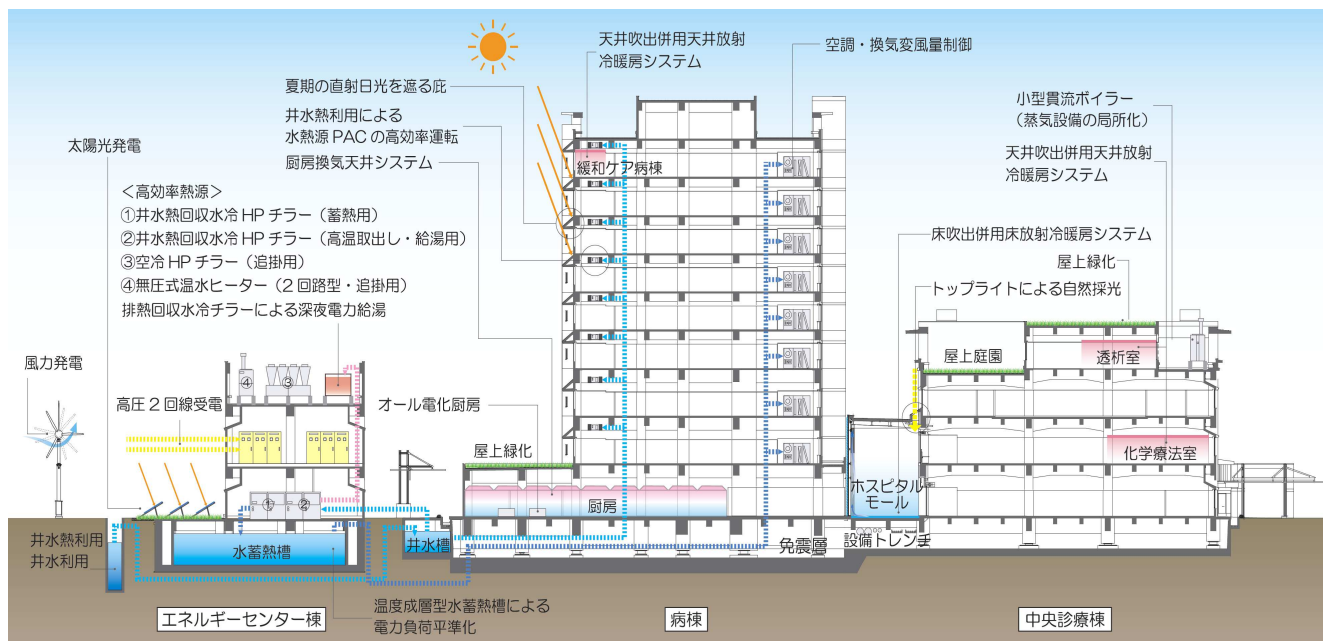 天井吹出併用天井放射
冷暖房システム
空調・換気変風量制御
夏期の直射日光を遮る庇
井水熱利用による
水熱源PACの高効率運転
厨房換気天井システム
小型貫流ボイラー
(蒸気設備の局所化)
天井吹出併用天井放射
冷暖房システム
太陽光発電
<高効率熱源>
①井水熱回収水冷HPチラー(蓄熱用)
②井水熱回収水冷HPチラー(高温取出し・給湯用)
③空冷HPチラー(追掛用)
④無圧式温水ヒーター(2回路型・追掛用)
排熱回収水冷チラーによる深夜電力給湯
緩和ケア病棟
床吹出併用床放射冷暖房システム
屋上緑化
トップライトによる自然採光
風力発電
高圧2回線受電
④
③
オール電化厨房
屋上庭園
透析室
屋上緑化
化学療法室
①
②
厨房
ホスピタル
モール
井水熱利用
井水利用
水蓄熱槽
井水槽
免震層
設備トレンチ
温度成層型水蓄熱槽による
電力負荷平準化
エネルギーセンター棟
病棟
中央診療棟